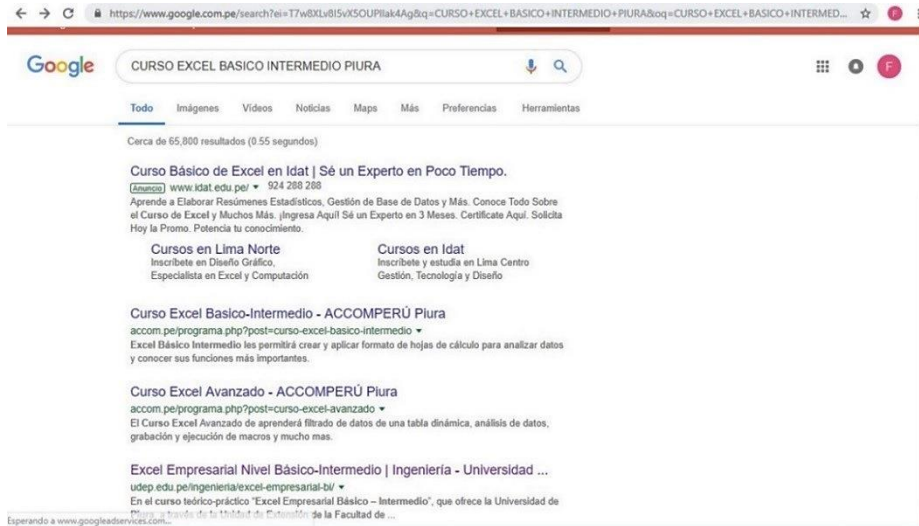 https://www.google.com.pe/search?ei=T7w8XLv8I5vX5OUPIlak4Ag&q=CURSO+EXCEL+BASICO+INTERMEDIO+PIURA&oq=CURSO+EXCEL+BASICO+INTERMED...
F
Google
CURSO EXCEL BASICO INTERMEDIO PIURA
F
Todo Imágenes Vídeos Noticias Maps Más Preferencias Herramientas
Cerca de 65,800 resultados (0.55 segundos)
Curso Básico de Excel en Idat | Sé un Experto en Poco Tiempo.
Anuncio www.idat.edu.pe/ 924 288 288
Aprende a Elaborar Resúmenes Estadísticos, Gestión de Base de Datos y Más. Conoce Todo Sobre
el Curso de Excel y Muchos Más. ¡Ingresa Aquí! Sé un Experto en 3 Meses. Certifícate Aquí. Solicita
Hoy la Promo. Potencia tu conocimiento.
Cursos en Lima Norte
Inscríbete en Diseño Gráfico,
Especialista en Excel y Computación
Cursos en Idat
Inscríbete y estudia en Lima Centro
Gestión, Tecnología y Diseño
Curso Excel Basico-Intermedio - ACCOMPERÚ Piura
accom.pe/programa.php?post=curso-excel-basico-intermedio
Excel Básico Intermedio les permitirá crear y aplicar formato de hojas de cálculo para analizar datos
y conocer sus funciones más importantes.
Curso Excel Avanzado - ACCOMPERÚ Piura
accom.pe/programa.php?post=curso-excel-avanzado
El Curso Excel Avanzado de aprenderá filtrado de datos de una tabla dinámica, análisis de datos,
grabación y ejecución de macros y mucho mas.
Excel Empresarial Nivel Básico-Intermedio | Ingeniería - Universidad ...
udep.edu.pe/ingenieria/excel-empresarial-bi/
En el curso teórico-práctico "Excel Empresarial Básico – Intermedio", que ofrece la Universidad de
Piura, a través de la Unidad de Extensión de la Facultad de ...
Esperando a www.googleadservices.com...